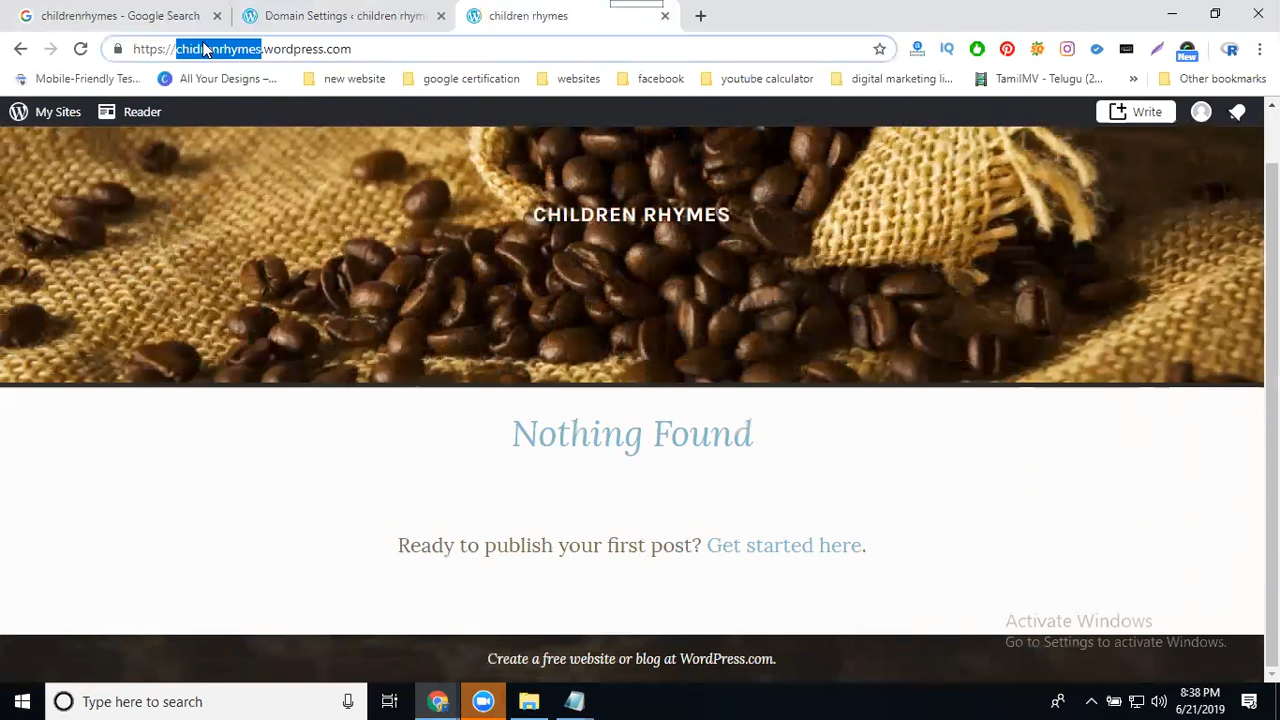 childrenrhymes - Google Search
Domain Settings ‹ children rhym
children rhymes
https://chidrenrhymes.wordpress.com
Mobile-Friendly Tes...
All Your Designs –...
new website
google certification
websites
facebook
youtube calculator
digital marketing li...
TamilMV - Telugu (2...
»
Other bookmarks
New
My Sites
Reader
Write
CHILDREN RHYMES
Nothing Found
Ready to publish your first post? Get started here.
Activate Windows
Go to Settings to activate Windows.
Create a free website or blog at WordPress.com.
Type here to search
8:38 PM
6/21/2019